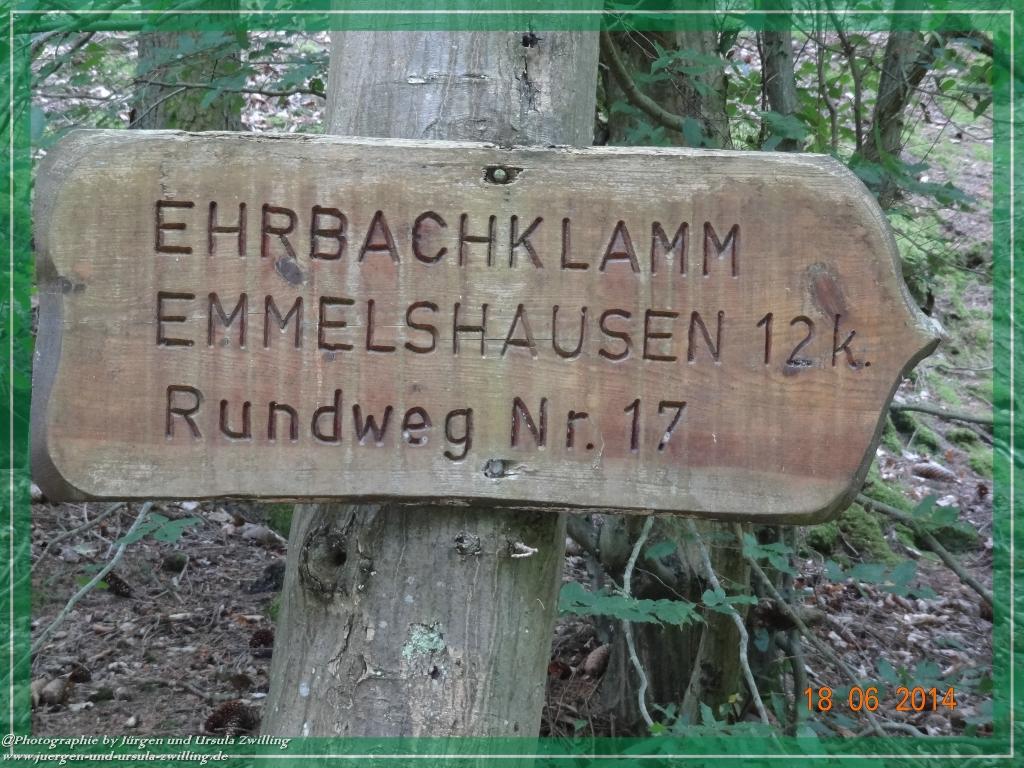 EHRBACHKLAMM
EMMELSHAUSEN 12k.
Rundweg Nr. 17
18 06 2014
@Photographie by Jürgen und Ursula Zwilling
www.juergen-und-ursula-zwilling.de